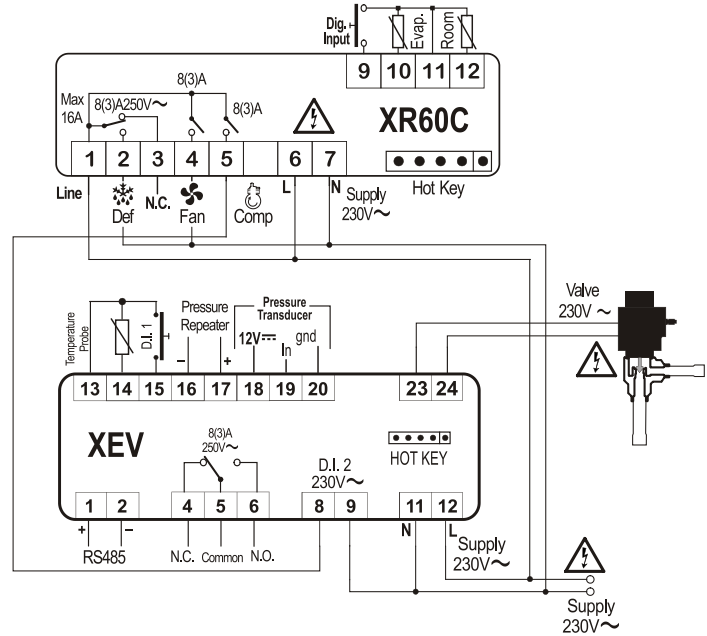 Dig.
Input
Evap.
Room
9 10 11 12
8(3)A
Max
16A
8(3)A250V~
8(3)A
XR60C
1 2 3 4 5 6 7
Hot Key
Line
Def
N.C.
Fan
Comp
L
N
Supply
230V~
Valve
230V ~
Temperature
Probe
D.I. 1
Pressure
Repeater
– +
Pressure
Transducer
12V
In
gnd
13 14 15 16 17 18 19 20 23 24
XEV
8(3)A
250V~
HOT KEY
D.I. 2
230V~
1 2 4 5 6 8 9 11 12
+ –
RS485
N.C. Common N.O.
N
L
Supply
230V~
Supply
230V~